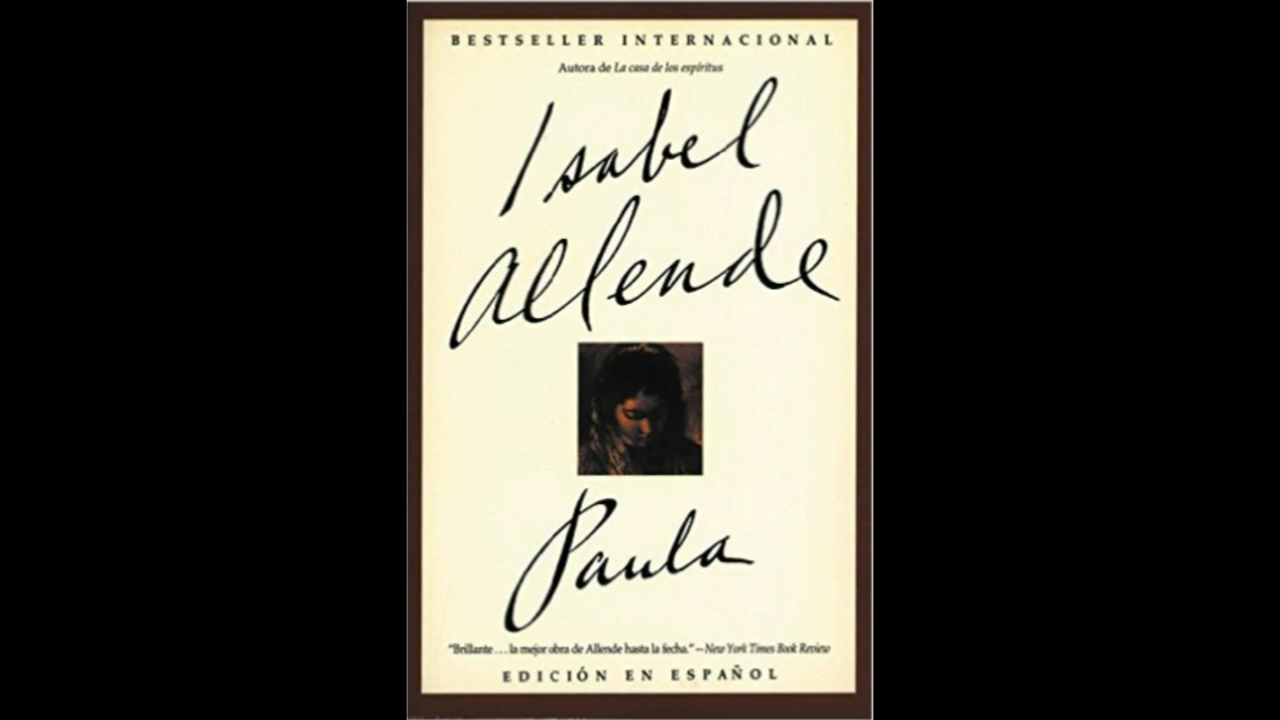 BESTSELLER INTERNACIONAL
Autora de La casa de los espíritus
Isabel
Allende
Paula
"Brillante ... la mejor obra de Allende hasta la fecha." – New York Times Book Review
EDICIÓN EN ESPAÑOL